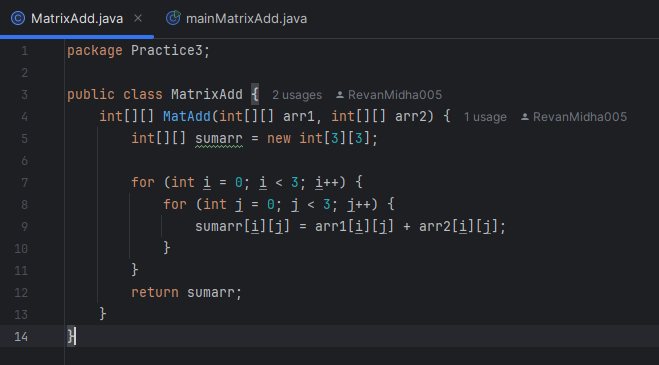 MatrixAdd.java
mainMatrixAdd.java
1 package Practice3;
2
3 public class MatrixAdd { 2 usages RevanMidha005
4 int[][] MatAdd(int[][] arr1, int[][] arr2) { 1 usage RevanMidha005
5 int[][] sumarr = new int[3][3];
6
7 for (int i = 0; i < 3; i++) {
8 for (int j = 0; j < 3; j++) {
9 sumarr[i][j] = arr1[i][j] + arr2[i][j];
10 }
11 }
12 return sumarr;
13 }
14 }